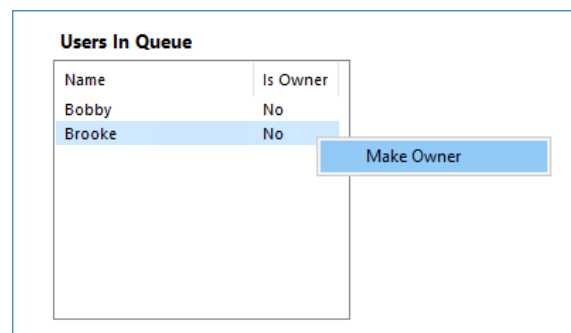 Users In Queue
Name Is Owner
Bobby No
Brooke No
Make Owner